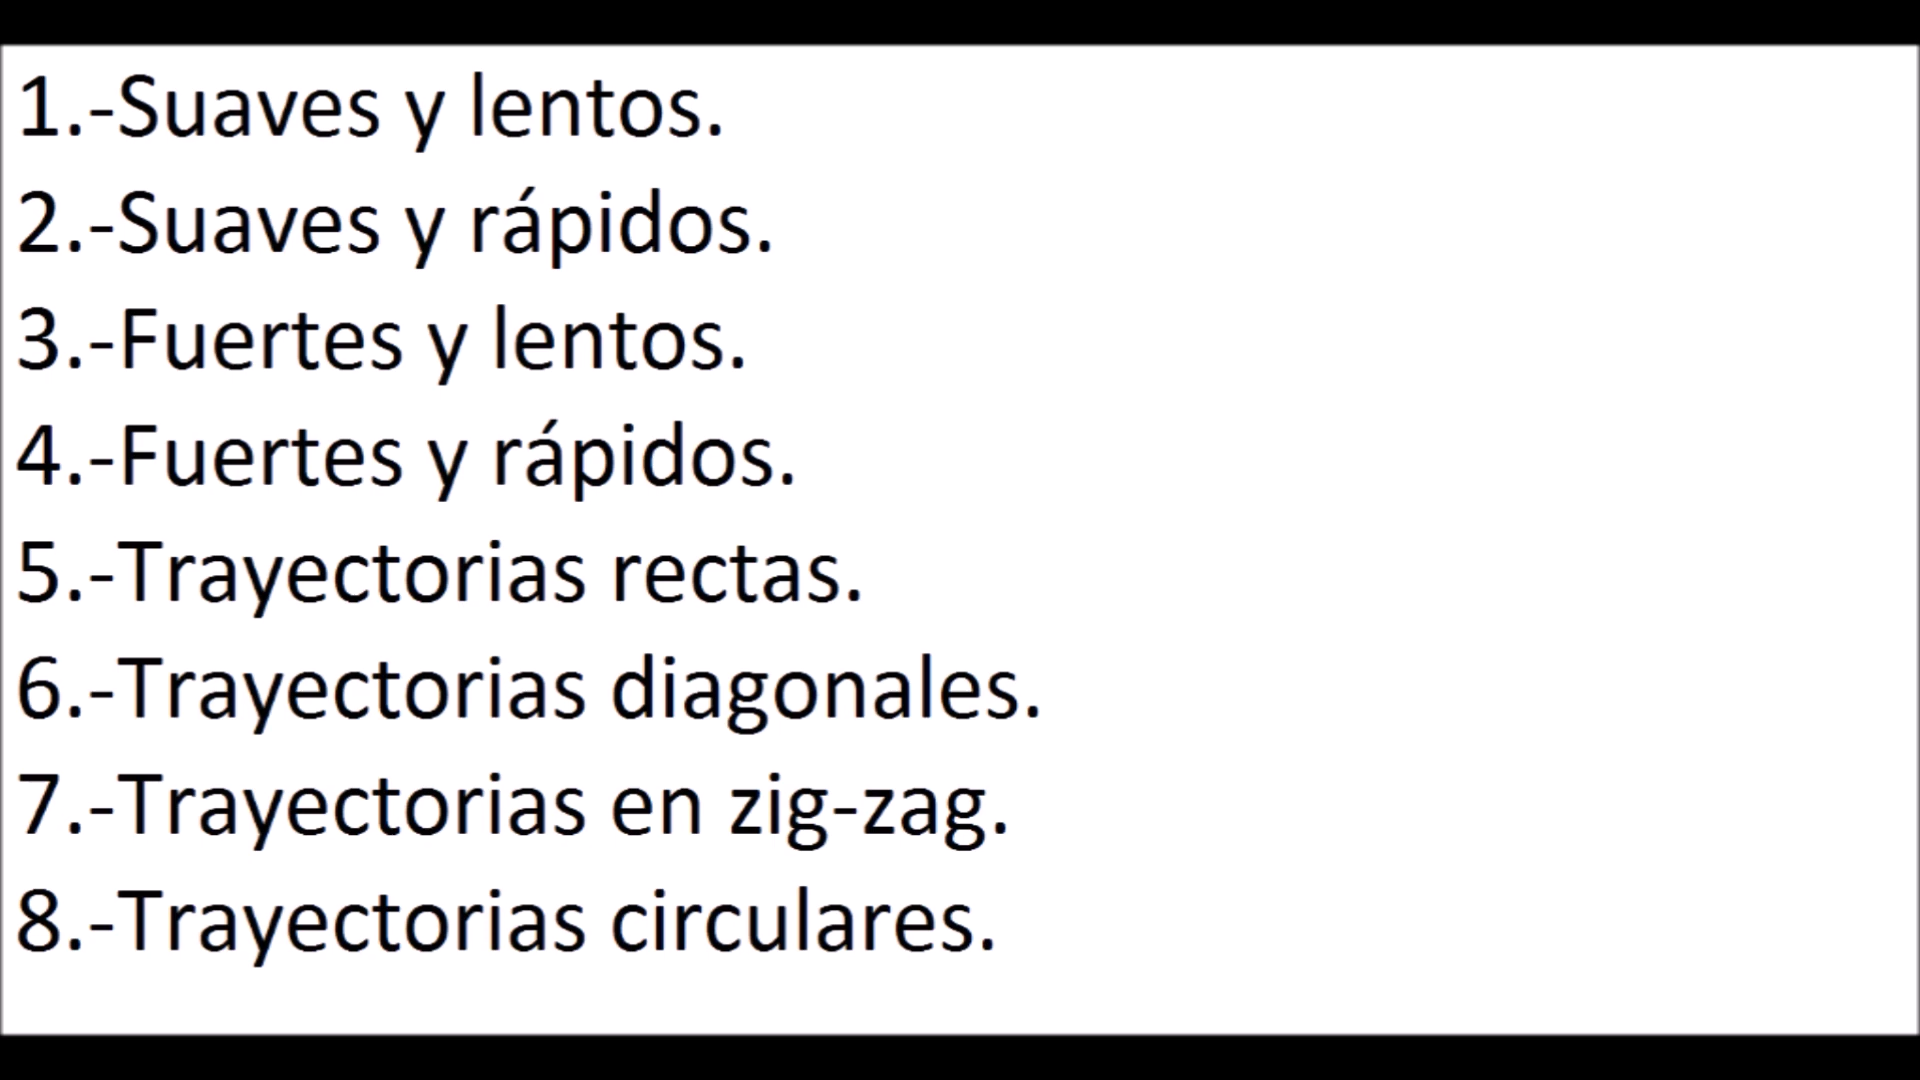 1.-Suaves y lentos.
2.-Suaves y rápidos.
3.-Fuertes y lentos.
4.-Fuertes y rápidos.
5.-Trayectorias rectas.
6.-Trayectorias diagonales.
7.-Trayectorias en zig-zag.
8.-Trayectorias circulares.